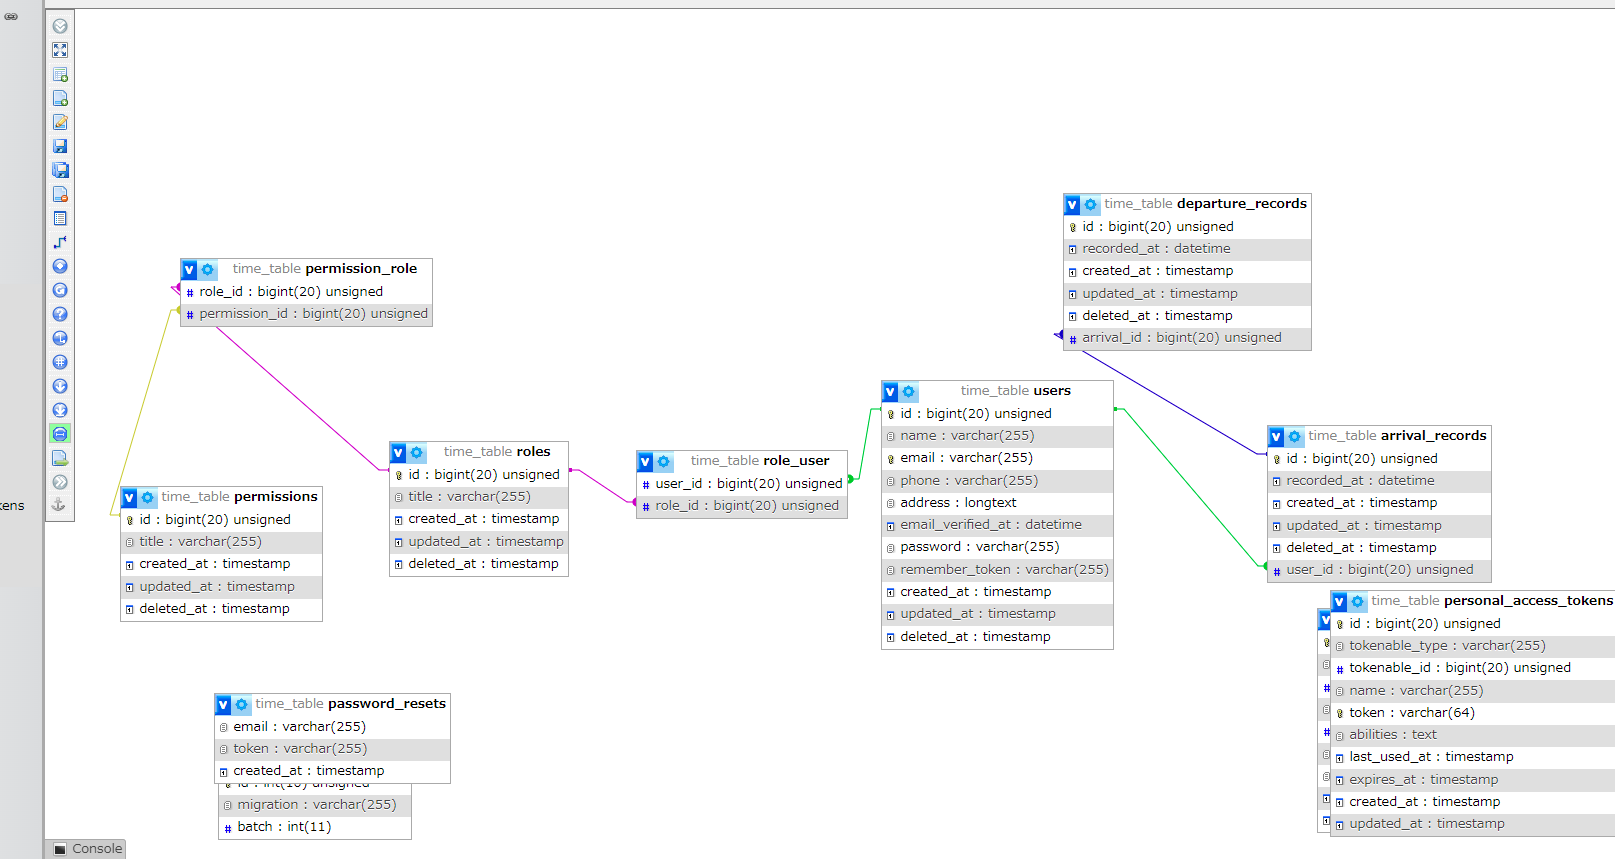 time_table departure_records
id : bigint(20) unsigned
recorded_at : datetime
created_at : timestamp
updated_at : timestamp
deleted_at : timestamp
arrival_id : bigint(20) unsigned
time_table permission_role
role_id : bigint(20) unsigned
permission_id : bigint(20) unsigned
time_table users
id : bigint(20) unsigned
name : varchar(255)
email : varchar(255)
phone : varchar(255)
address : longtext
email_verified_at : datetime
password : varchar(255)
remember_token : varchar(255)
created_at : timestamp
updated_at : timestamp
deleted_at : timestamp
time_table arrival_records
id : bigint(20) unsigned
recorded_at : datetime
created_at : timestamp
updated_at : timestamp
deleted_at : timestamp
user_id : bigint(20) unsigned
time_table roles
id : bigint(20) unsigned
title : varchar(255)
created_at : timestamp
updated_at : timestamp
deleted_at : timestamp
time_table role_user
user_id : bigint(20) unsigned
role_id : bigint(20) unsigned
kens
time_table permissions
id : bigint(20) unsigned
title : varchar(255)
created_at : timestamp
updated_at : timestamp
deleted_at : timestamp
time_table personal_access_tokens
id : bigint(20) unsigned
tokenable_type : varchar(255)
tokenable_id : bigint(20) unsigned
name : varchar(255)
token : varchar(64)
abilities : text
last_used_at : timestamp
expires_at : timestamp
created_at : timestamp
updated_at : timestamp
time_table password_resets
email : varchar(255)
token : varchar(255)
created_at : timestamp
id : int(10) unsigned
migration : varchar(255)
batch : int(11)
Console